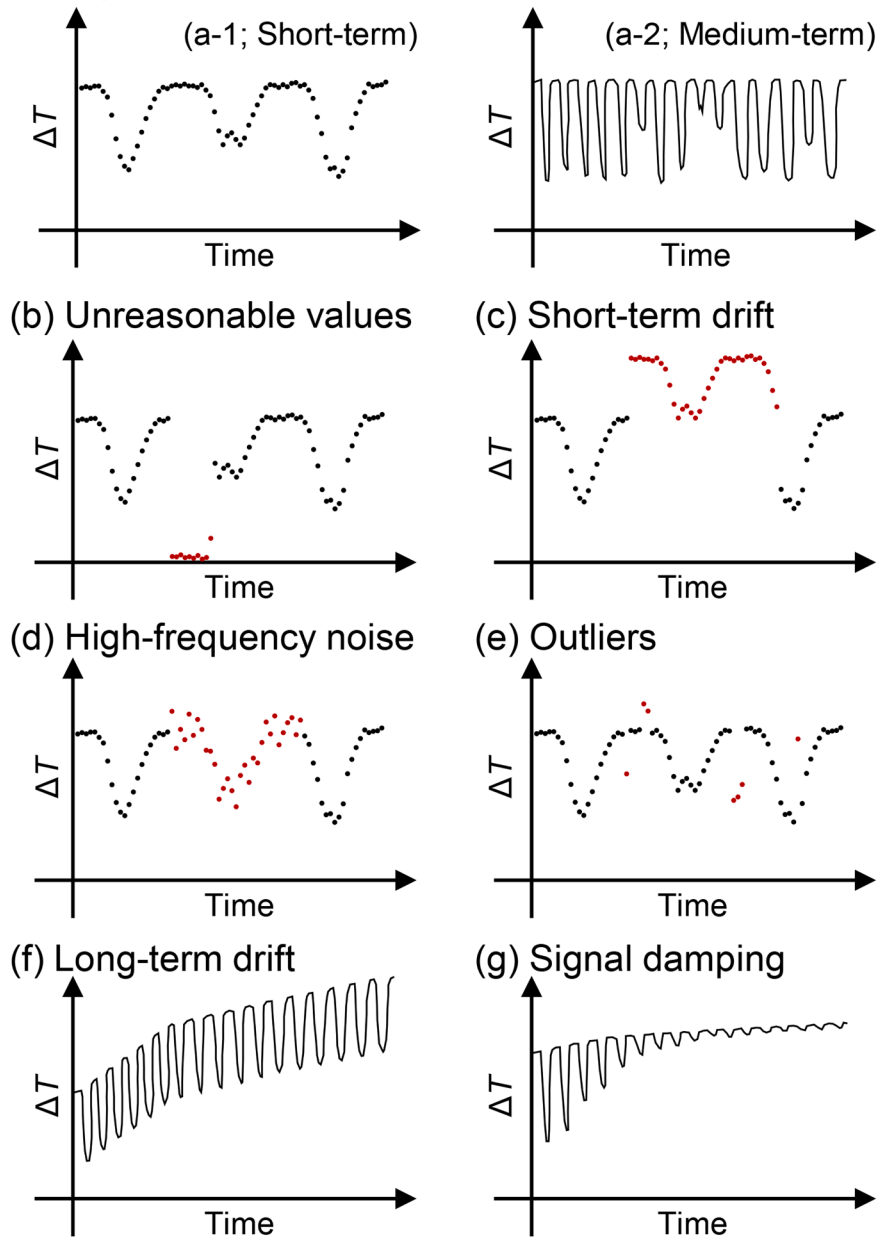 (a-1; Short-term)
ΔT
Time
(a-2; Medium-term)
ΔT
Time
(b) Unreasonable values
ΔT
Time
(c) Short-term drift
ΔT
Time
(d) High-frequency noise
ΔT
Time
(e) Outliers
ΔT
Time
(f) Long-term drift
ΔT
Time
(g) Signal damping
ΔT
Time